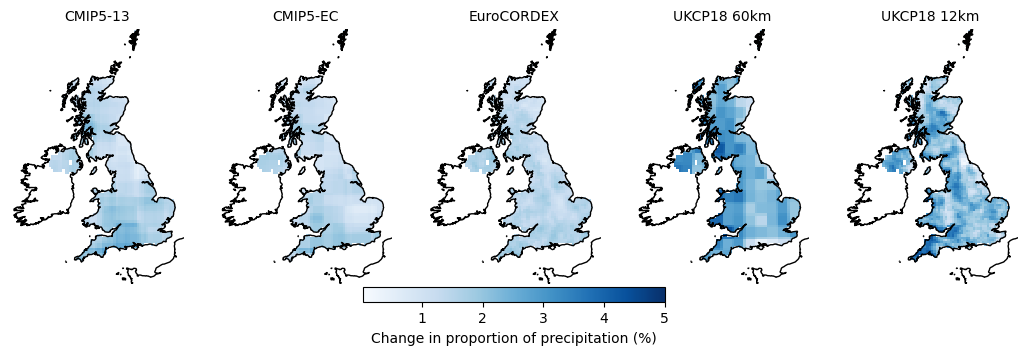 CMIP5-13 CMIP5-EC EuroCORDEX UKCP18 60km UKCP18 12km
1 2 3 4 5
Change in proportion of precipitation (%)